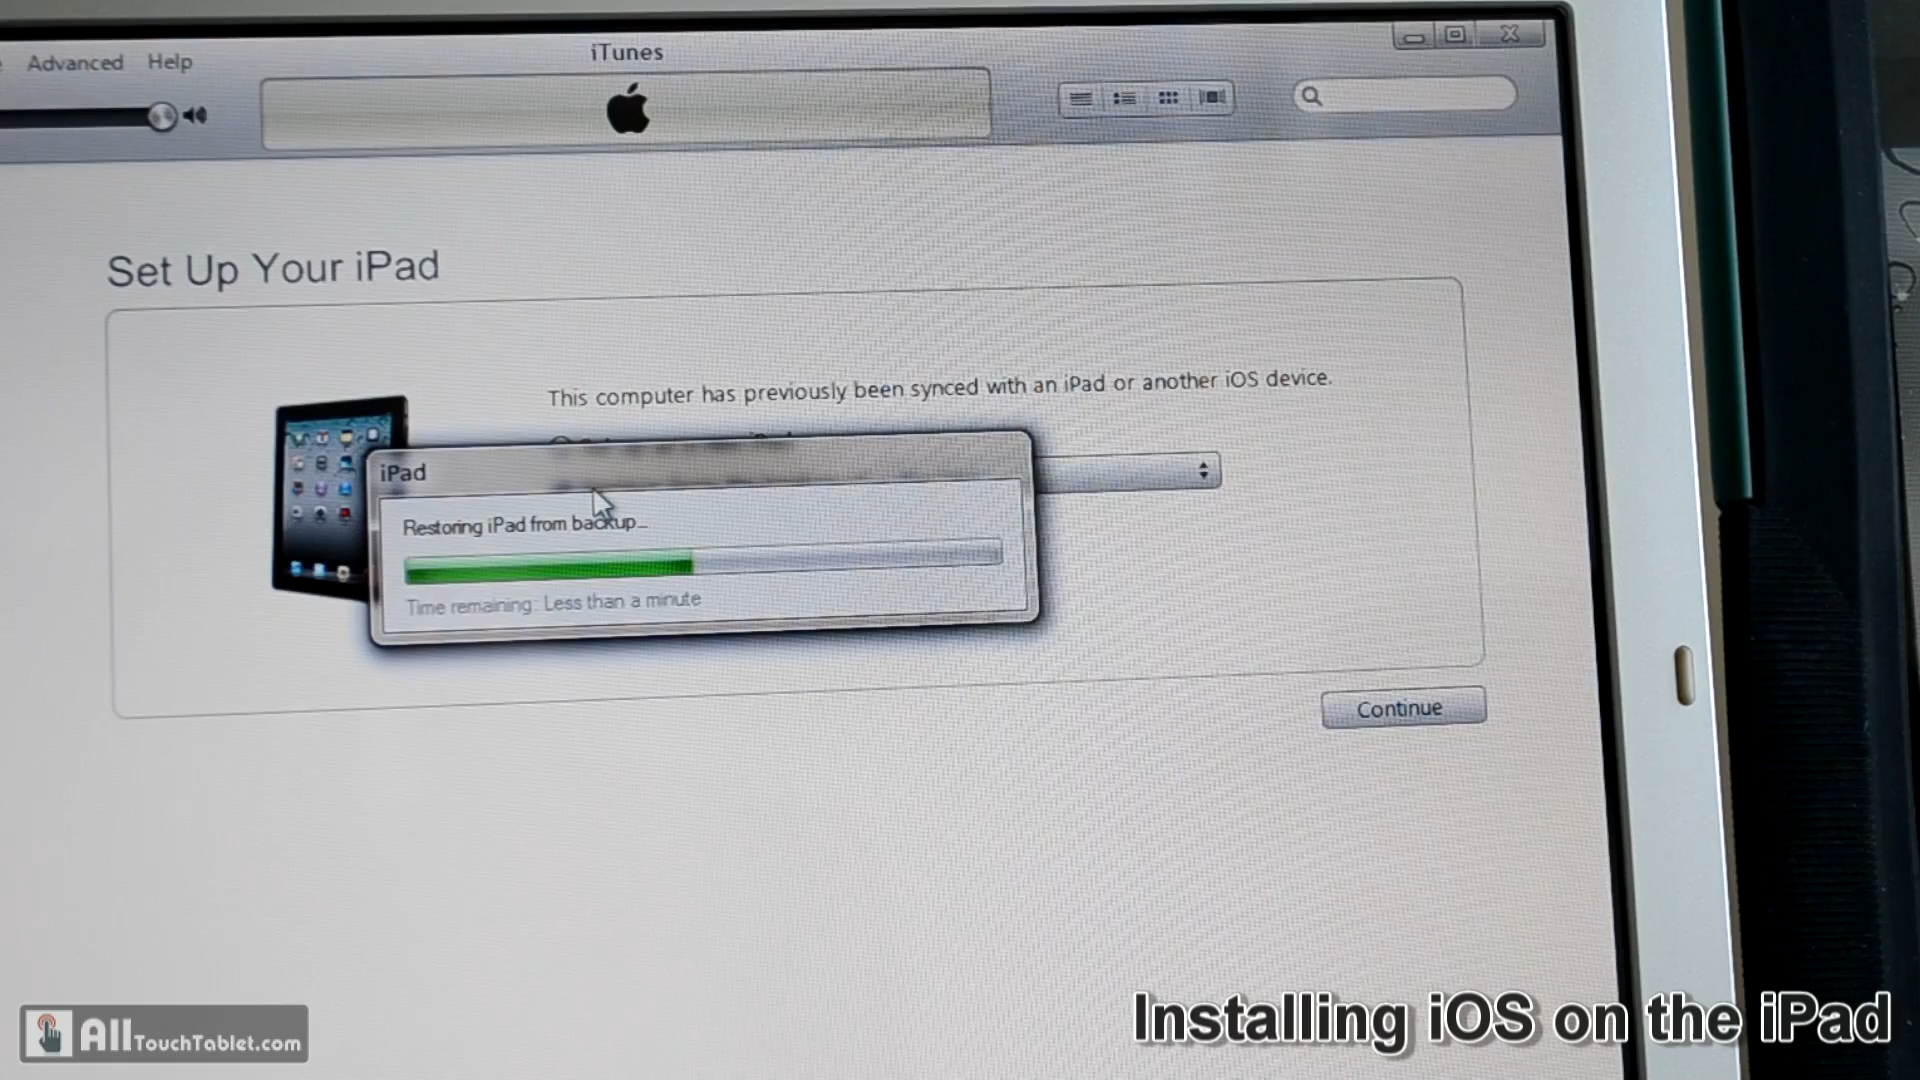 iTunes
Advanced Help
Set Up Your iPad
This computer has previously been synced with an iPad or another iOS device.
iPad
Restoring iPad from backup...
Time remaining: Less than a minute
Continue
AllTouchTablet.com
Installing iOS on the iPad